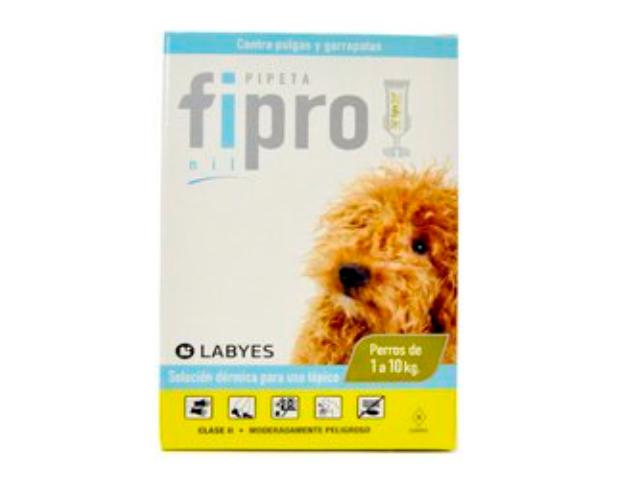 Contra pulgas y garrapatas
PIPETA
fipro
nil
LABYES
Perros de
1 a 10 kg.
Solución dérmica para uso tópico
CLASE II • MODERADAMENTE PELIGROSO